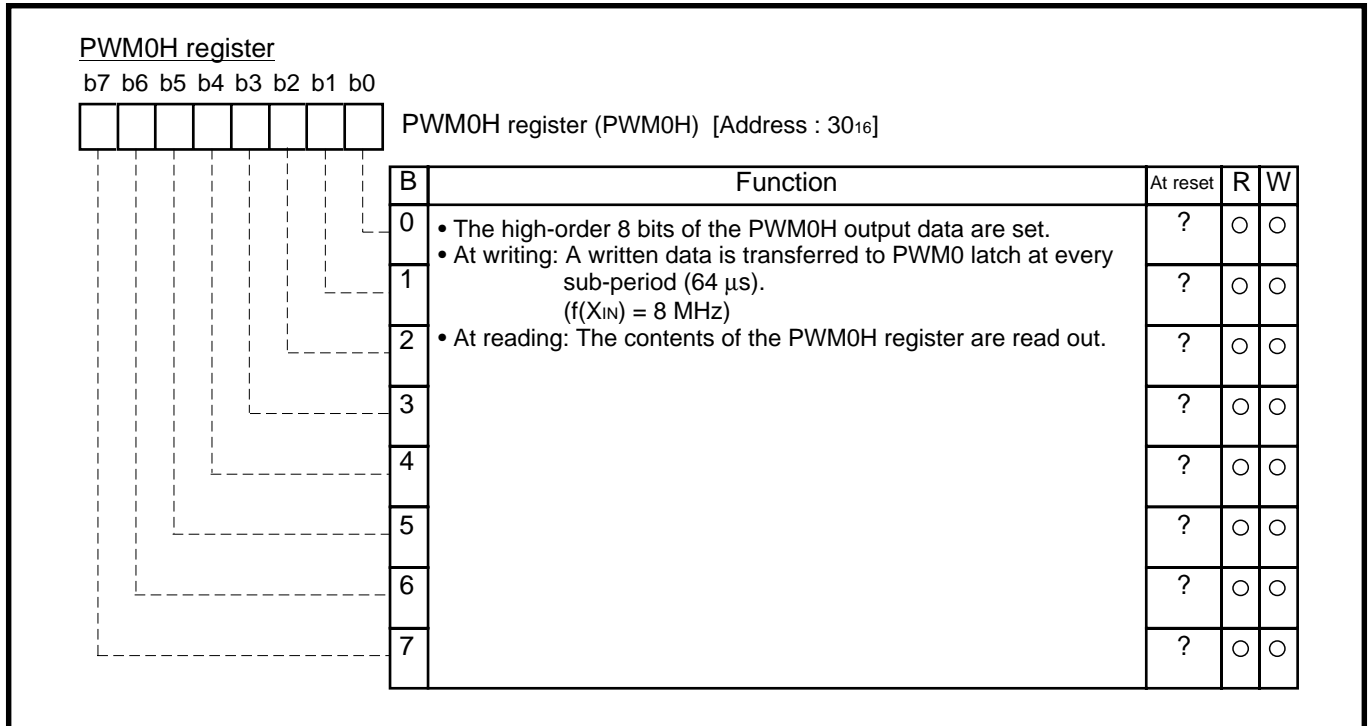 PWM0H register
b7 b6 b5 b4 b3 b2 b1 b0
PWM0H register (PWM0H) [Address : 3016]
B Function At reset R W
0 • The high-order 8 bits of the PWM0H output data are set. ? ○ ○
• At writing: A written data is transferred to PWM0 latch at every
1 sub-period (64 µs). ? ○ ○
(f(XIN) = 8 MHz)
2 • At reading: The contents of the PWM0H register are read out. ? ○ ○
3 ? ○ ○
4 ? ○ ○
5 ? ○ ○
6 ? ○ ○
7 ? ○ ○